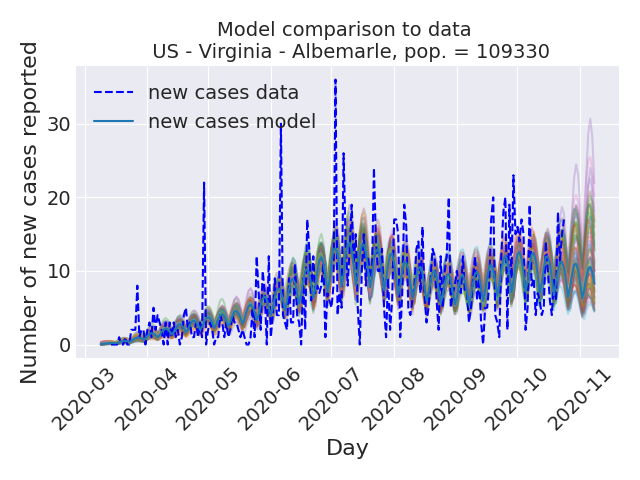 Model comparison to data
US - Virginia - Albemarle, pop. = 109330
Number of new cases reported
new cases data
new cases model
30
20
10
0
2020-03
2020-04
2020-05
2020-06
2020-07
2020-08
2020-09
2020-10
2020-11
Day